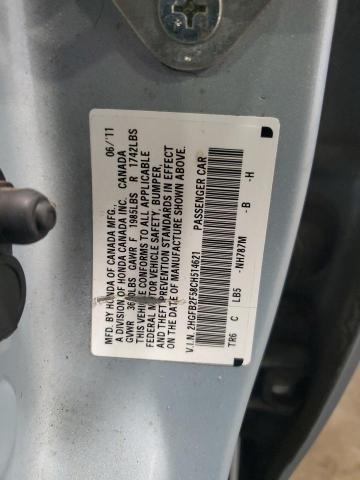 MFD. BY HONDA OF CANADA MFG., 06/11
A DIVISION OF HONDA CANADA INC. CANADA
GVWR LBS GAWR F 1985LBS R 1742LBS
THIS VEHICLE CONFORMS TO ALL APPLICABLE
FEDERAL MOTOR VEHICLE SAFETY, BUMPER,
AND THEFT PREVENTION STANDARDS IN EFFECT
ON THE DATE OF MANUFACTURE SHOWN ABOVE.
V.I.N. 2HGFB2F58CH514621 PASSENGER CAR
TR6 C LB5 -NH787M -B -H